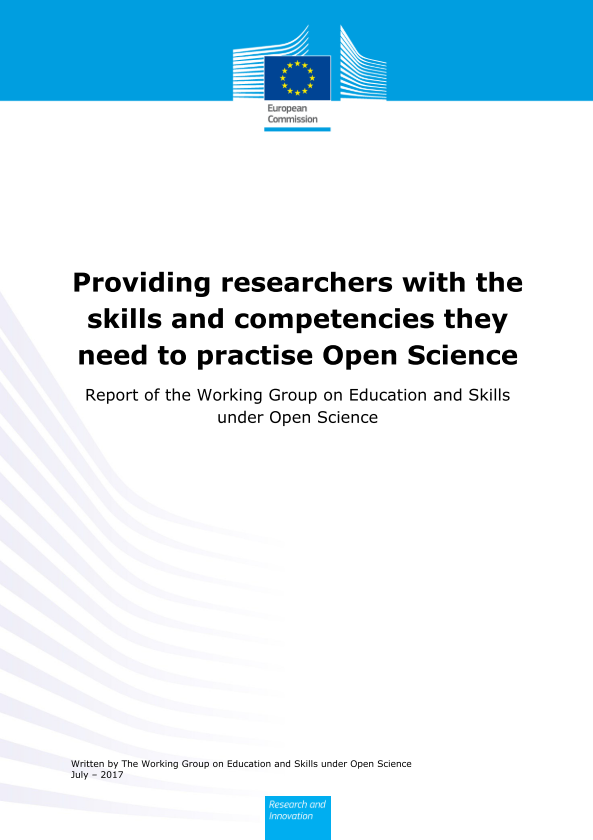 European
Commission
Providing researchers with the
skills and competencies they
need to practise Open Science
Report of the Working Group on Education and Skills
under Open Science
Written by The Working Group on Education and Skills under Open Science
July – 2017
Research and
Innovation